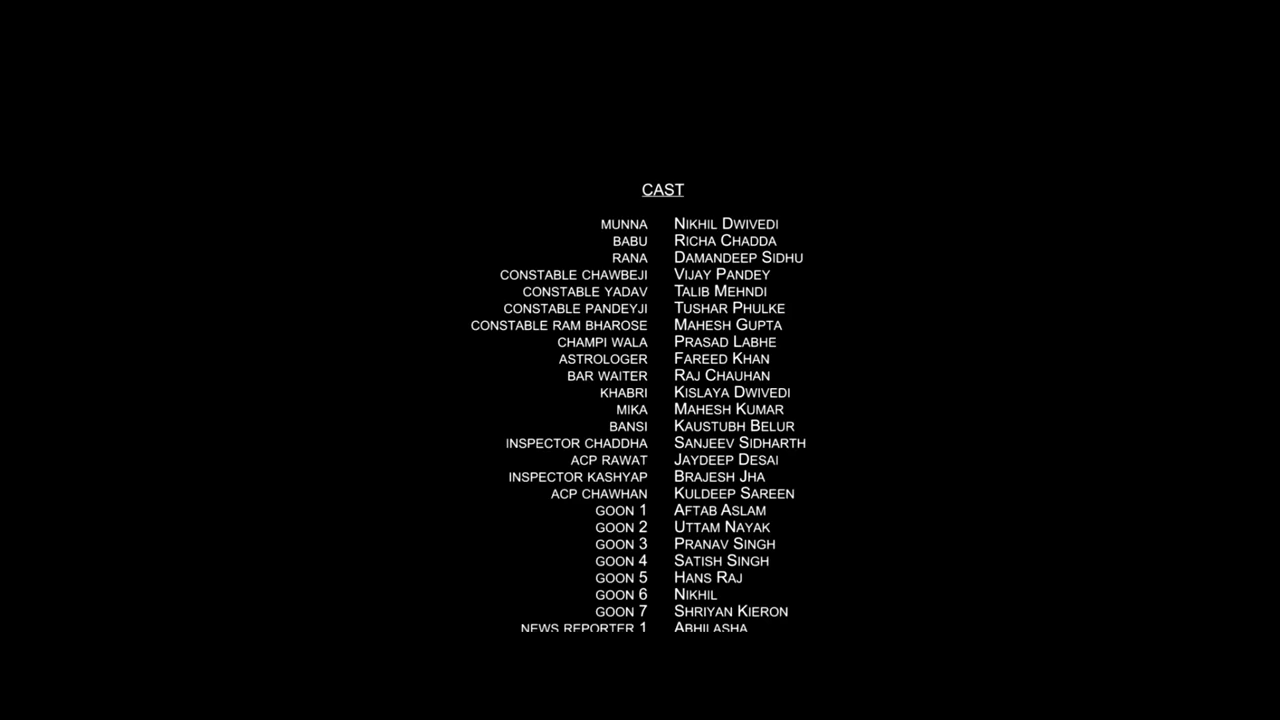 CAST
MUNNA NIKHIL DWIVEDI
BABU RICHA CHADDA
RANA DAMANDEEP SIDHU
CONSTABLE CHAWBEJI VIJAY PANDEY
CONSTABLE YADAV TALIB MEHNDI
CONSTABLE PANDEYJI TUSHAR PHULKE
CONSTABLE RAM BHAROSE MAHESH GUPTA
CHAMPI WALA PRASAD LABHE
ASTROLOGER FAREED KHAN
BAR WAITER RAJ CHAUHAN
KHABRI KISLAYA DWIVEDI
MIKA MAHESH KUMAR
BANSI KAUSTUBH BELUR
INSPECTOR CHADDHA SANJEEV SIDHARTH
ACP RAWAT JAYDEEP DESAI
INSPECTOR KASHYAP BRAJESH JHA
ACP CHAWHAN KULDEEP SAREEN
GOON 1 AFTAB ASLAM
GOON 2 UTTAM NAYAK
GOON 3 PRANAV SINGH
GOON 4 SATISH SINGH
GOON 5 HANS RAJ
GOON 6 NIKHIL
GOON 7 SHRIYAN KIERON
NEWS REPORTER 1 ABHILASHA